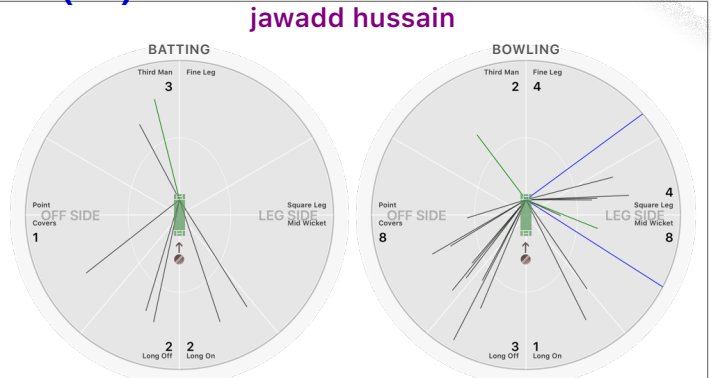 jawadd hussain
BATTING
Third Man
Fine Leg
3
Point
Square Leg
OFF SIDE
LEG SIDE
Covers
Mid Wicket
1
2
2
Long Off
Long On
BOWLING
Third Man
Fine Leg
2
4
4
Point
Square Leg
OFF SIDE
LEG SIDE
Covers
Mid Wicket
8
8
3
1
Long Off
Long On